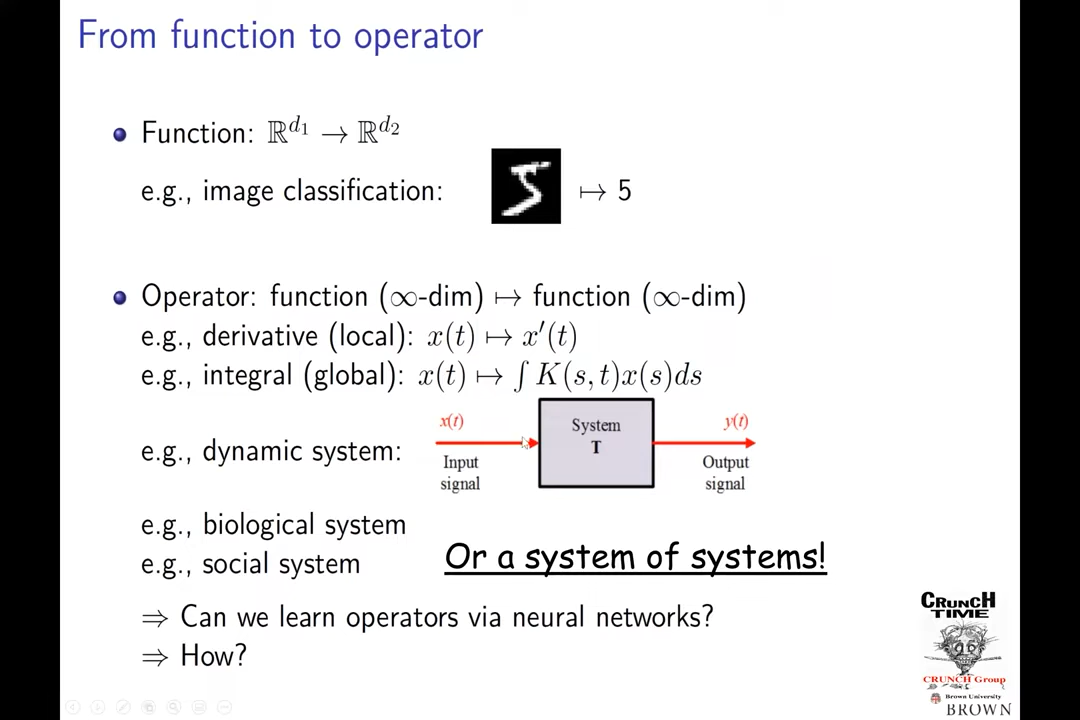 From function to operator
Function: ℝ^{d₁} → ℝ^{d₂}
e.g., image classification: 5 ↦ 5
Operator: function (∞-dim) ↦ function (∞-dim)
e.g., derivative (local): x(t) ↦ x′(t)
e.g., integral (global): x(t) ↦ ∫ K(s, t)x(s)ds
e.g., dynamic system:
x(t)
Input
signal
System
T
y(t)
Output
signal
e.g., biological system
e.g., social system
Or a system of systems!
⇒ Can we learn operators via neural networks?
⇒ How?
CRUNCH
TIME
CRUNCH Group
Brown University
BROWN